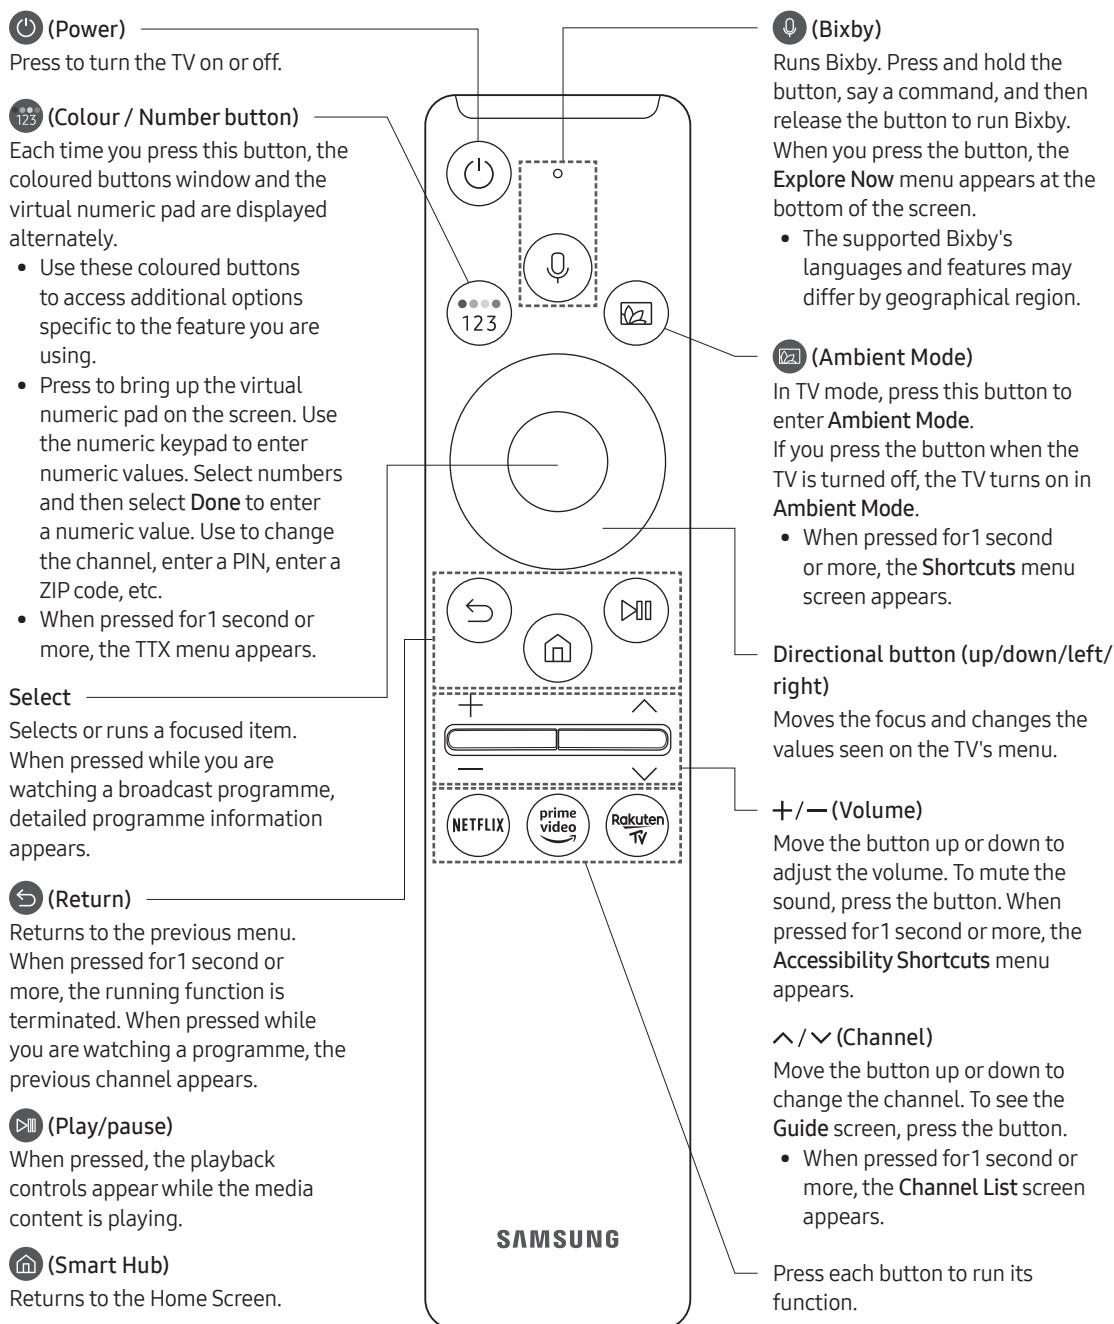 (Power)
Press to turn the TV on or off.
123 (Colour / Number button)
Each time you press this button, the
coloured buttons window and the
virtual numeric pad are displayed
alternately.
• Use these coloured buttons
to access additional options
specific to the feature you are
using.
• Press to bring up the virtual
numeric pad on the screen. Use
the numeric keypad to enter
numeric values. Select numbers
and then select Done to enter
a numeric value. Use to change
the channel, enter a PIN, enter a
ZIP code, etc.
• When pressed for 1 second or
more, the TTX menu appears.
Select
Selects or runs a focused item.
When pressed while you are
watching a broadcast programme,
detailed programme information
appears.
(Return)
Returns to the previous menu.
When pressed for 1 second or
more, the running function is
terminated. When pressed while
you are watching a programme, the
previous channel appears.
(Play/pause)
When pressed, the playback
controls appear while the media
content is playing.
(Smart Hub)
Returns to the Home Screen.
123
+
—
NETFLIX
prime
video
Rakuten
TV
SAMSUNG
(Bixby)
Runs Bixby. Press and hold the
button, say a command, and then
release the button to run Bixby.
When you press the button, the
Explore Now menu appears at the
bottom of the screen.
• The supported Bixby's
languages and features may
differ by geographical region.
(Ambient Mode)
In TV mode, press this button to
enter Ambient Mode.
If you press the button when the
TV is turned off, the TV turns on in
Ambient Mode.
• When pressed for 1 second
or more, the Shortcuts menu
screen appears.
Directional button (up/down/left/
right)
Moves the focus and changes the
values seen on the TV's menu.
+/— (Volume)
Move the button up or down to
adjust the volume. To mute the
sound, press the button. When
pressed for 1 second or more, the
Accessibility Shortcuts menu
appears.
/ (Channel)
Move the button up or down to
change the channel. To see the
Guide screen, press the button.
• When pressed for 1 second or
more, the Channel List screen
appears.
Press each button to run its
function.